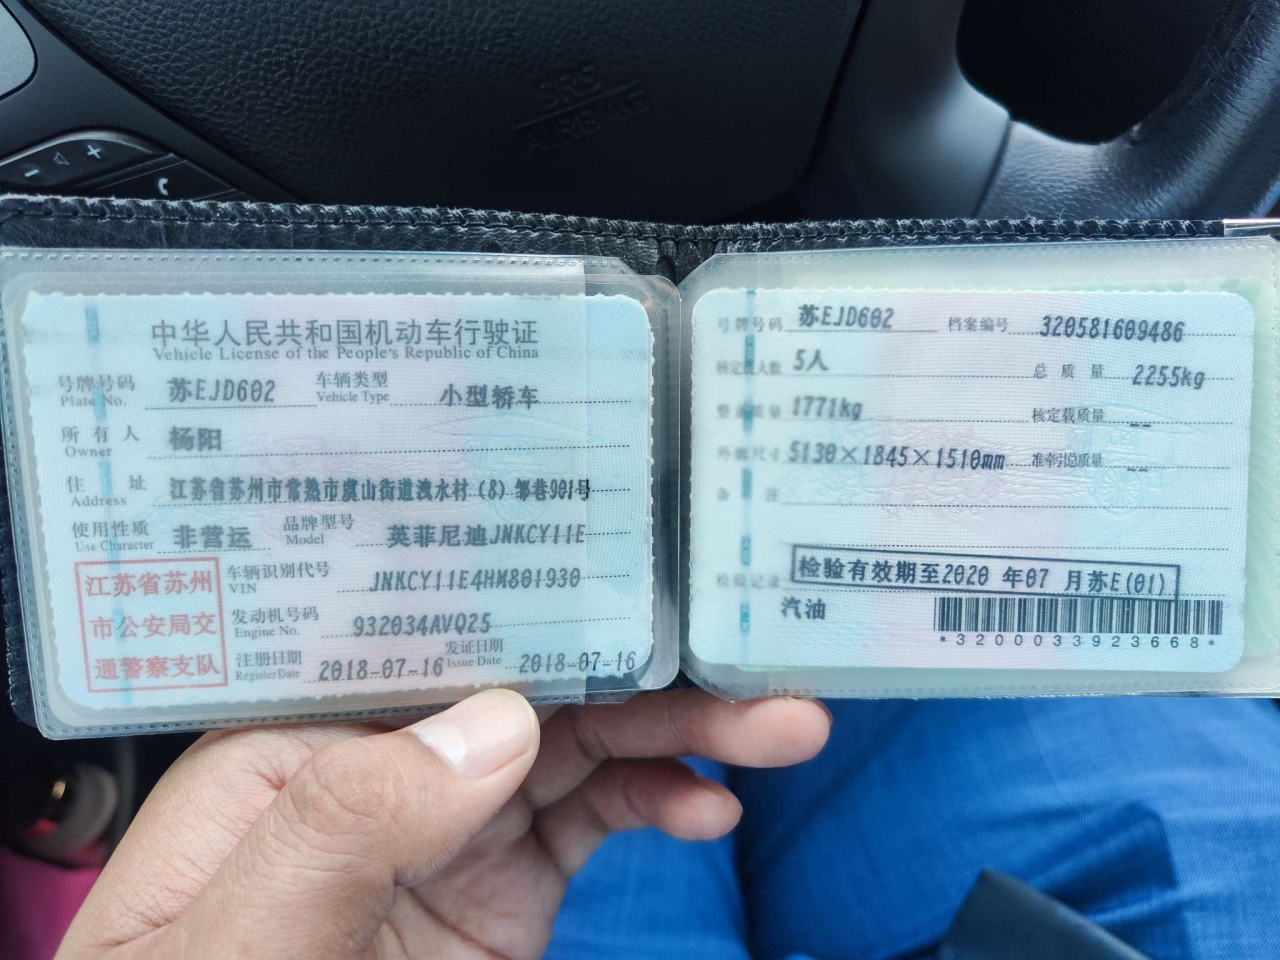 SRS
AIRBAG
中华人民共和国机动车行驶证
Vehicle License of the People's Republic of China
号牌号码 苏EJD602 车辆类型 小型轿车
Plate No. Vehicle Type
所有人 杨阳
Owner
住址 江苏省苏州市常熟市虞山街道洩水村(8)邹巷901号
Address
使用性质 非营运 品牌型号 英菲尼迪JNKCY11E
Use Character Model
江苏省苏州
市公安局交
通警察支队
车辆识别代号 JNKCY11E4HM801930
VIN
发动机号码 932034AVQ25
Engine No.
注册日期 2018-07-16 发证日期 2018-07-16
Register Date Issue Date
号牌号码 苏EJD602 档案编号 320581609486
核定载人数 5人 总质量 2255kg
整备质量 1771kg 核定载质量 --
外廓尺寸 5130×1845×1510mm 准牵引总质量 --
备注
检验记录 检验有效期至2020 年07 月苏E(01)
汽油
*3200033923668*